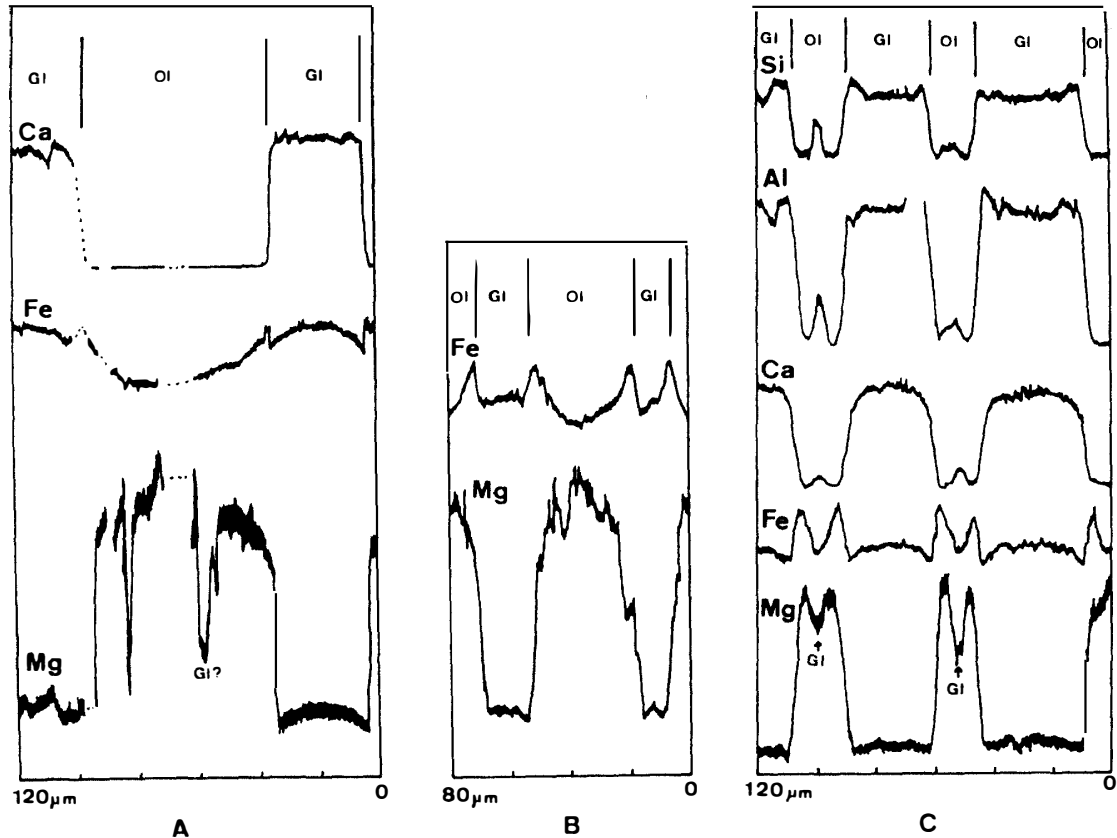 Gl Ol Gl
Ca
Fe
Mg
Gl?
120μm 0
A
Ol Gl Ol Gl
Fe
Mg
80μm 0
B
Gl Ol Gl Ol Gl Ol
Si
Al
Ca
Fe
Mg
Gl
Gl
120μm 0
C